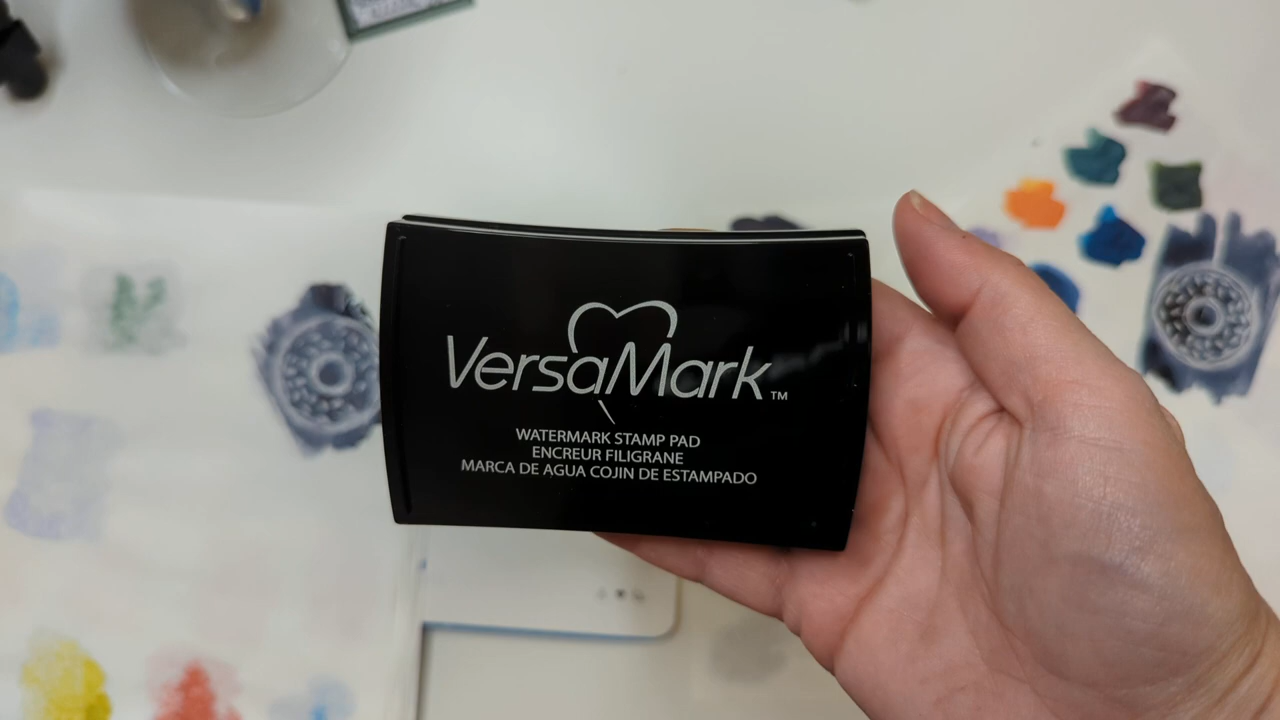 VersaMark™
WATERMARK STAMP PAD
ENCREUR FILIGRANE
MARCA DE AGUA COJIN DE ESTAMPADO